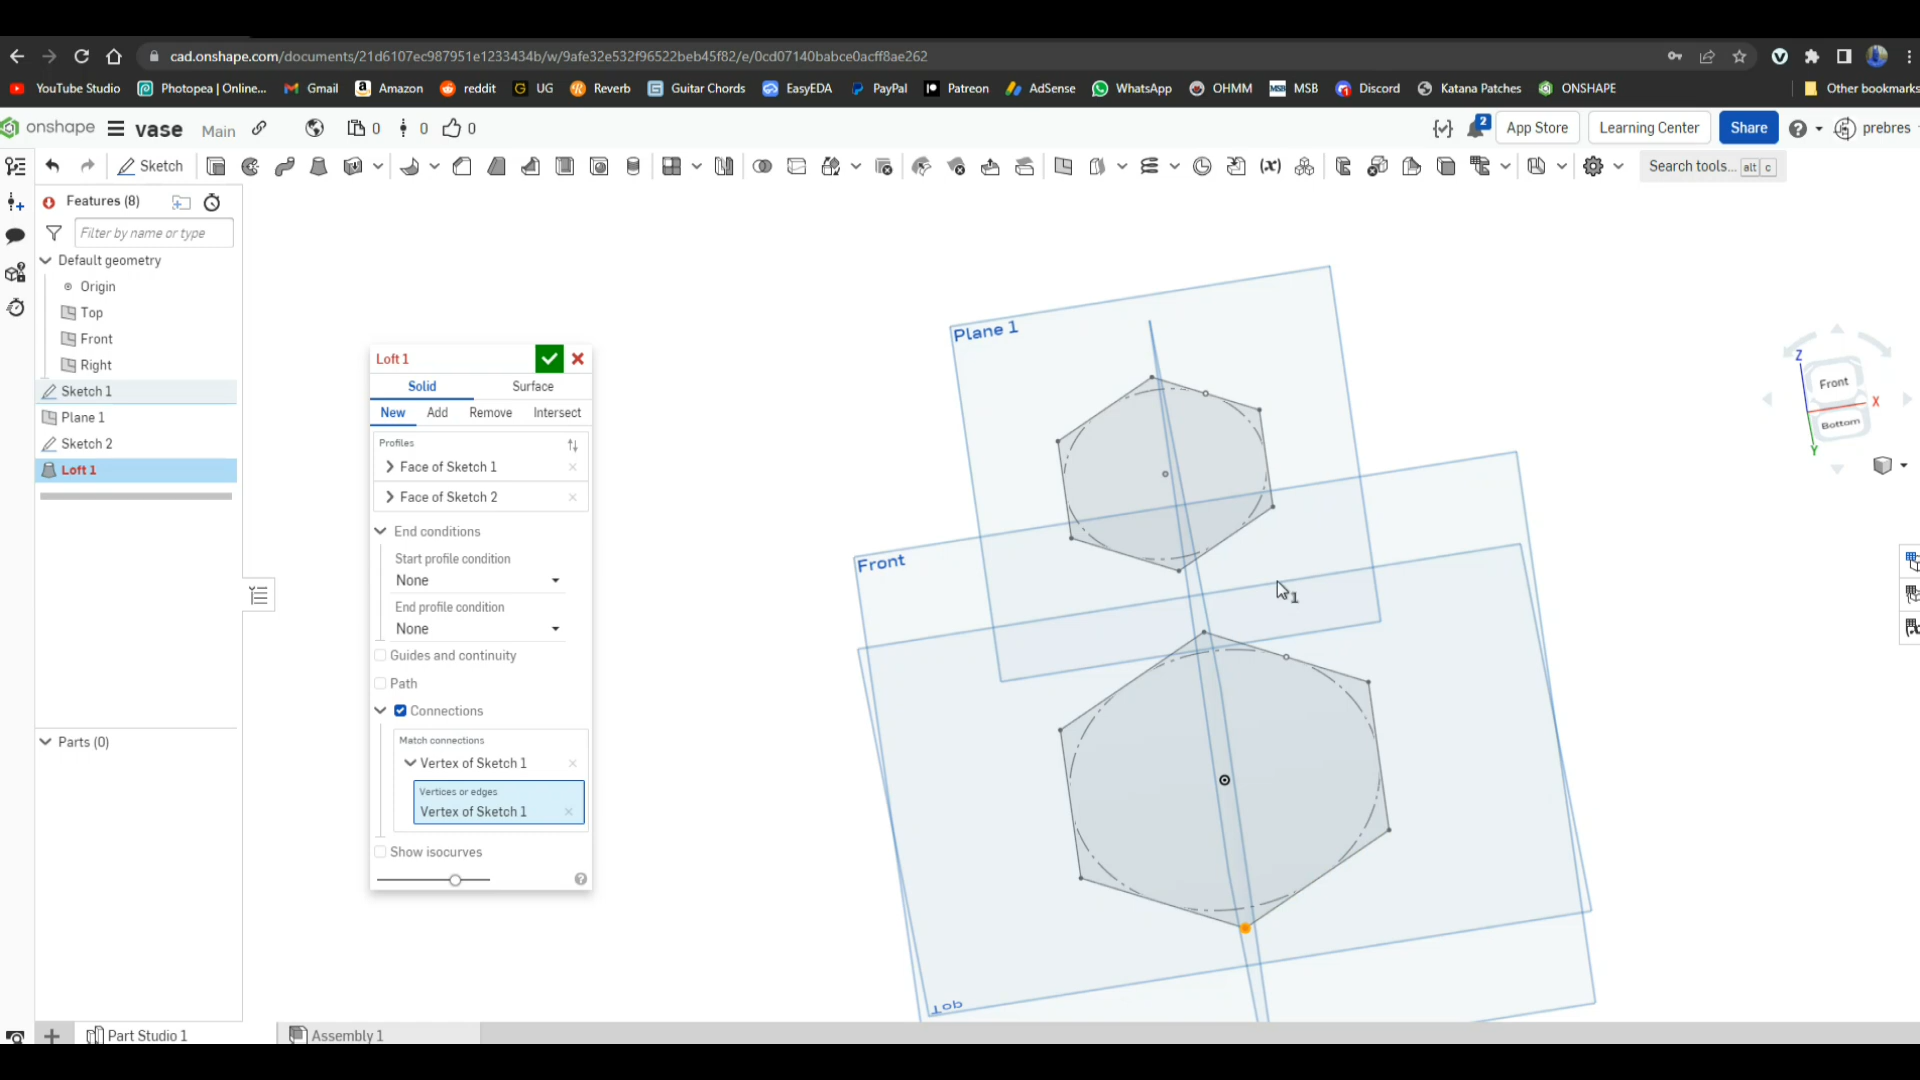 cad.onshape.com/documents/21d6107ec987951e1233434b/w/9afe32e532f96522beb45f82/e/0cd07140babce0acff8ae262
YouTube Studio Photopea | Online... Gmail Amazon reddit UG Reverb Guitar Chords EasyEDA PayPal Patreon AdSense WhatsApp OHMM MSB MSB Discord Katana Patches ONSHAPE Other bookmarks
onshape vase Main 0 0 0 2 App Store Learning Center Share prebres
Sketch (x) Search tools... alt c
Features (8)
Filter by name or type
Default geometry
Origin
Top
Front
Right
Sketch 1
Plane 1
Sketch 2
Loft 1
Parts (0)
Loft 1
Solid Surface
New Add Remove Intersect
Profiles
Face of Sketch 1
Face of Sketch 2
End conditions
Start profile condition
None
End profile condition
None
Guides and continuity
Path
Connections
Match connections
Vertex of Sketch 1
Vertices or edges
Vertex of Sketch 1
Show isocurves
Plane 1
Front
Top
1
Z
Front
X
Bottom
Y
Part Studio 1 Assembly 1